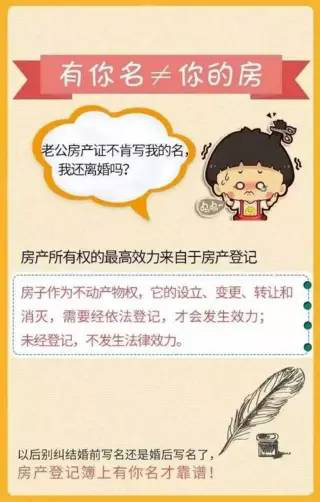 有你名≠你的房
老公房产证不肯写我的名，
我还离婚吗？
房产所有权的最高效力来自于房产登记
房子作为不动产物权，它的设立、变更、转让和
消灭，需要经依法登记，才会发生效力；
未经登记，不发生法律效力。
以后别纠结婚前写名还是婚后写名了，
房产登记簿上有你名才靠谱！